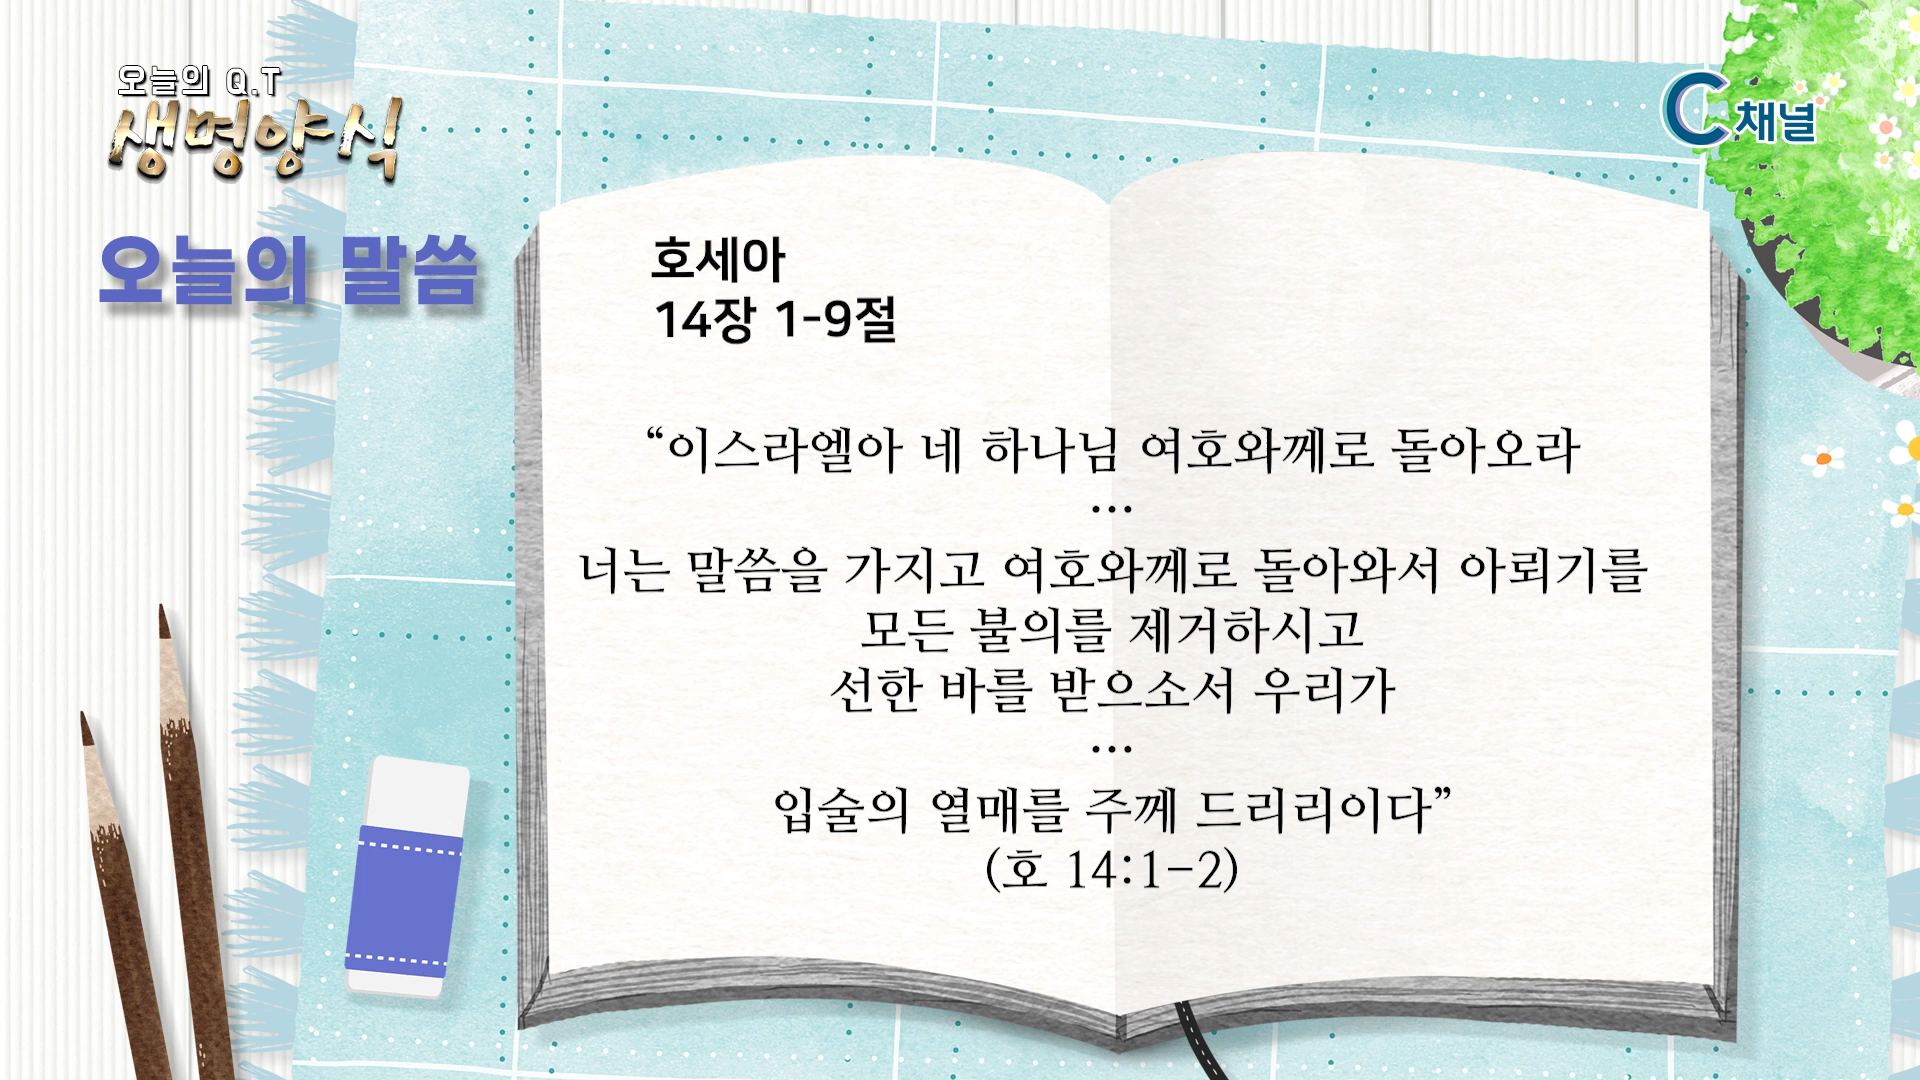 오늘의 Q.T
생명양식
C채널
오늘의 말씀
호세아
14장 1-9절
“이스라엘아 네 하나님 여호와께로 돌아오라
…
너는 말씀을 가지고 여호와께로 돌아와서 아뢰기를
모든 불의를 제거하시고
선한 바를 받으소서 우리가
…
입술의 열매를 주께 드리리이다”
(호 14:1-2)